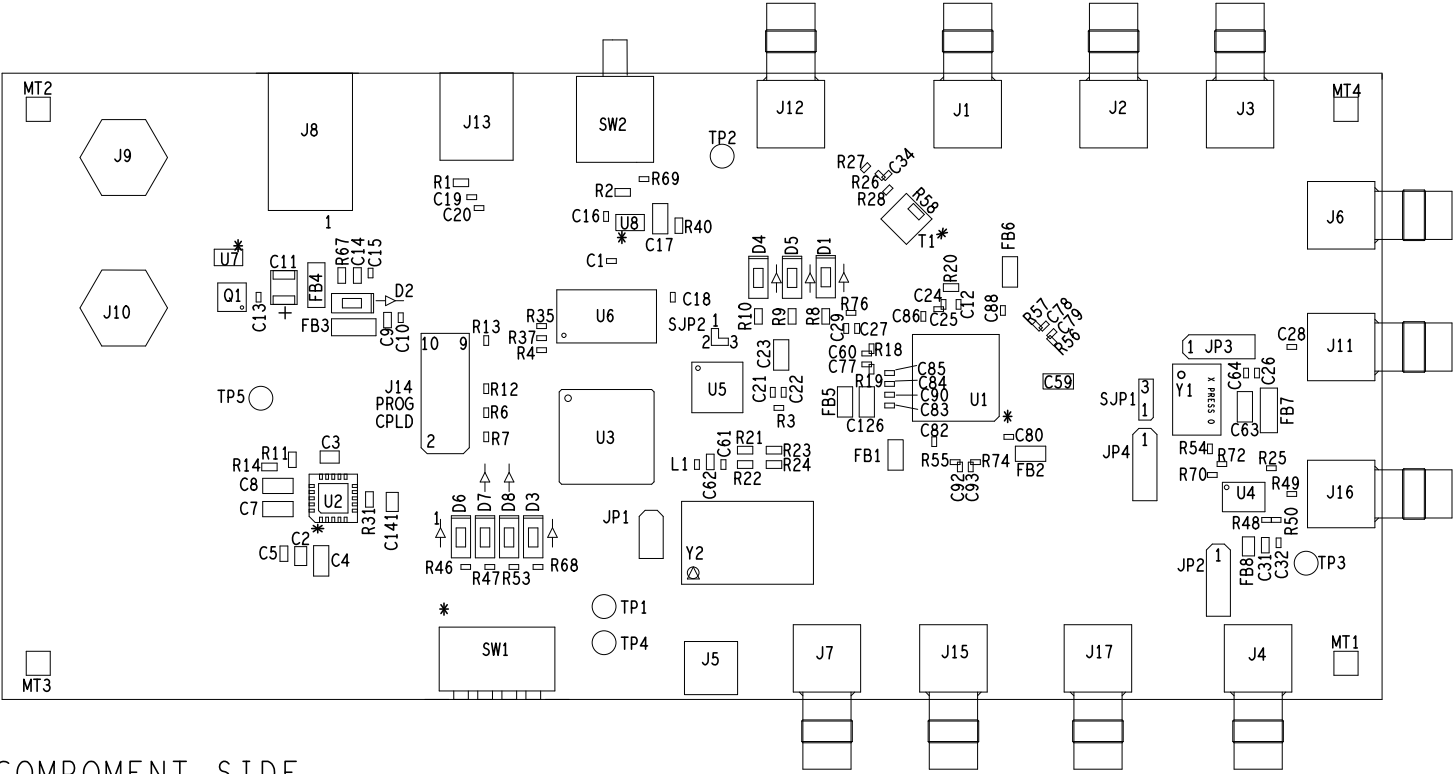 MT2
J9
J8
1
J13
SW2
TP2
J12
J1
J2
J3
MT4
R1
C19
C20
R2
R69
C16
U8
*
C17
R40
C1
R27
R26
C34
R28
R58
T1
*
J6
U7
*
Q1
C13
C11
+
FB4
R67
C14
C15
D2
FB3
C9
C10
J10
D4
D5
D1
R10
R9
R8
FB6
R20
C24
C25
C12
C86
C88
R57
C78
C79
R56
R76
C29
C27
U6
C18
SJP2
1
2
3
R35
R37
R4
R13
10
9
J14
PROG
CPLD
2
R12
R6
R7
TP5
C23
C60
C77
R18
R19
C85
C84
C90
C83
U1
*
C59
U5
C21
C22
R3
FB5
C126
FB1
C82
R55
C92
C93
R74
C80
FB2
1
JP3
C28
J11
Y1
X PRESS O
C64
C26
C63
FB7
SJP1
3
1
JP4
1
R54
R72
R70
R25
R49
U4
R48
R50
J16
U3
L1
C62
C61
R21
R22
R23
R24
R11
R14
C3
C8
C7
U2
*
R31
C141
C5
C2
C4
1
D6
D7
D8
D3
R46
R47
R53
R68
JP1
Y2
JP2
1
FB8
C31
C32
TP3
*
SW1
TP1
TP4
J5
J7
J15
J17
J4
MT1
MT3
COMPOMENT SIDE